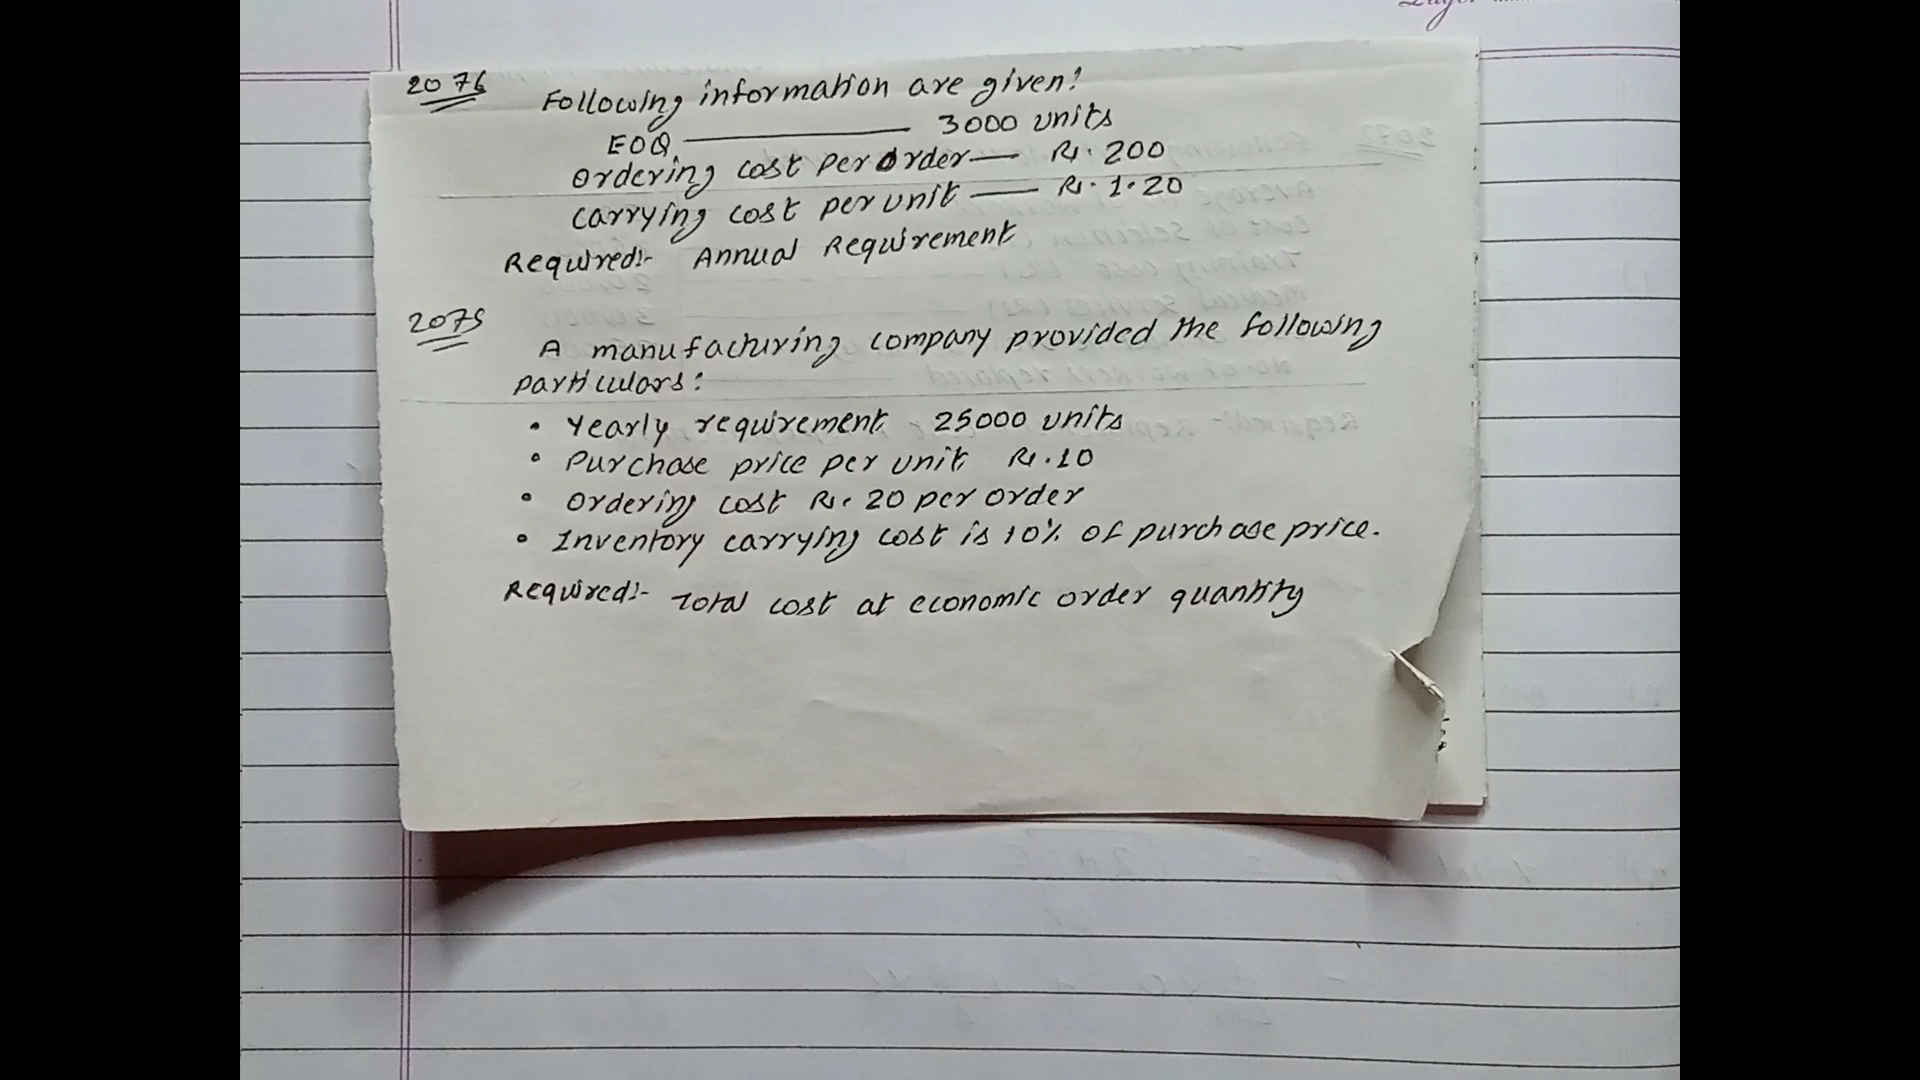 2076
Following information are given:
EOQ — 3000 units
ordering cost per order — Rs. 200
carrying cost per unit — Rs. 1.20
Required:- Annual Requirement
2075
A manufacturing company provided the following
particulars:
• Yearly requirement 25000 units
• Purchase price per unit Rs. 10
• Ordering cost Rs. 20 per order
• Inventory carrying cost is 10% of purchase price.
Required:- Total cost at economic order quantity